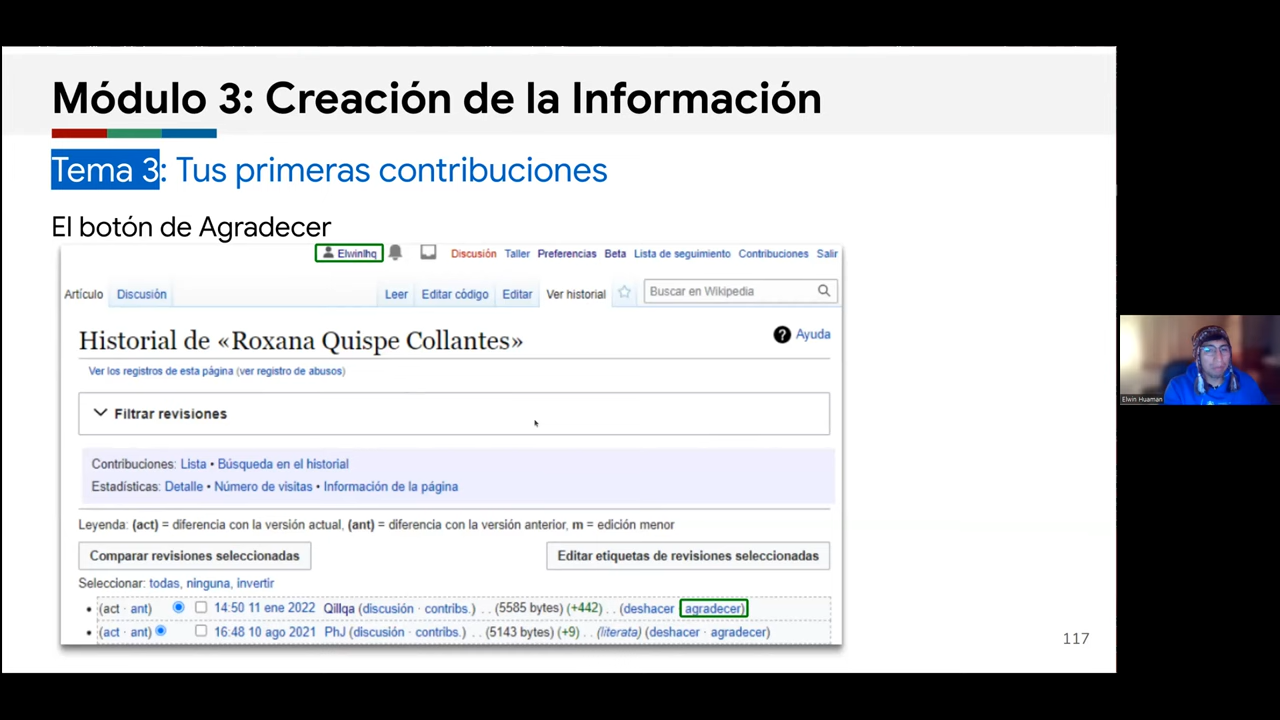 Módulo 3: Creación de la Información
Tema 3: Tus primeras contribuciones
El botón de Agradecer
Elwinlhq Discusión Taller Preferencias Beta Lista de seguimiento Contribuciones Salir
Artículo Discusión Leer Editar código Editar Ver historial Buscar en Wikipedia
Historial de «Roxana Quispe Collantes»
? Ayuda
Ver los registros de esta página (ver registro de abusos)
Filtrar revisiones
Contribuciones: Lista • Búsqueda en el historial
Estadísticas: Detalle • Número de visitas • Información de la página
Leyenda: (act) = diferencia con la versión actual, (ant) = diferencia con la versión anterior, m = edición menor
Comparar revisiones seleccionadas Editar etiquetas de revisiones seleccionadas
Seleccionar: todas, ninguna, invertir
• (act · ant) 14:50 11 ene 2022 Qillqa (discusión · contribs.) . . (5585 bytes) (+442) . . (deshacer agradecer)
• (act · ant) 16:48 10 ago 2021 PhJ (discusión · contribs.) . . (5143 bytes) (+9) . . (literata) (deshacer · agradecer)
117
Elwin Huaman